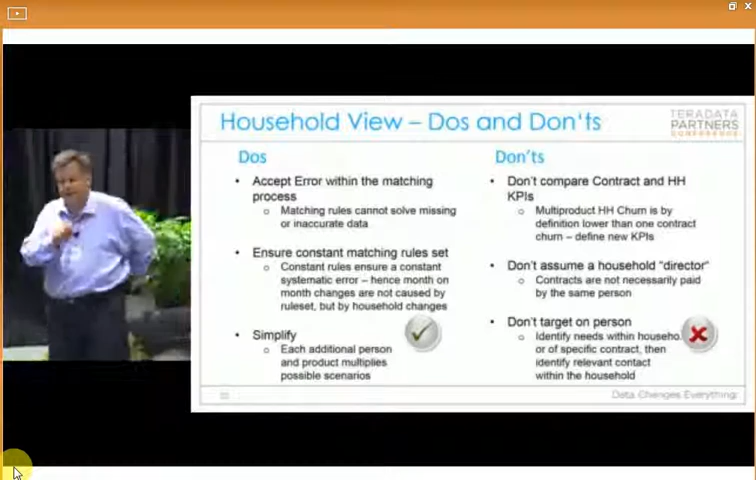 Household View – Dos and Don'ts
TERADATA
PARTNERS
CONFERENCE
Dos
• Accept Error within the matching
process
o Matching rules cannot solve missing
or inaccurate data
• Ensure constant matching rules set
o Constant rules ensure a constant
systematic error – hence month on
month changes are not caused by
ruleset, but by household changes
• Simplify
o Each additional person
and product multiplies
possible scenarios
Don'ts
• Don't compare Contract and HH
KPIs
o Multiproduct HH Churn is by
definition lower than one contract
churn – define new KPIs
• Don't assume a household "director"
o Contracts are not necessarily paid
by the same person
• Don't target on person
o Identify needs within househo
or of specific contract, then
identify relevant contact
within the household
Data Changes Everything.